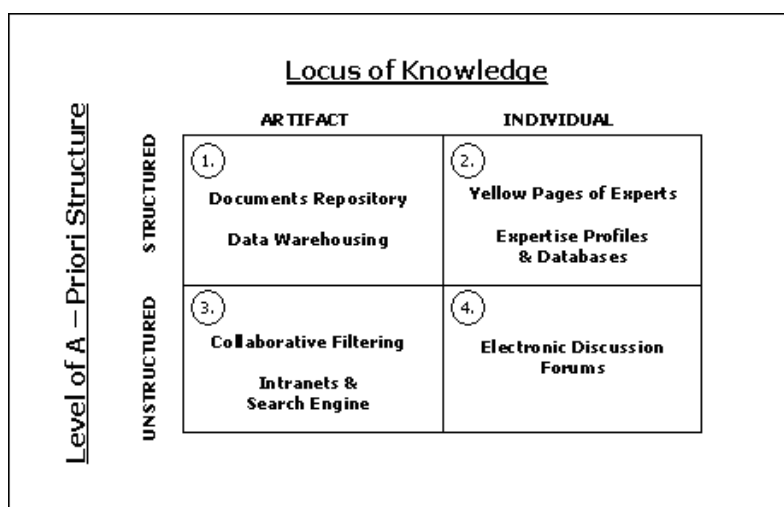 Locus of Knowledge
Level of A – Priori Structure
ARTIFACT
INDIVIDUAL
STRUCTURED
1.
Documents Repository
Data Warehousing
2.
Yellow Pages of Experts
Expertise Profiles
& Databases
UNSTRUCTURED
3.
Collaborative Filtering
Intranets &
Search Engine
4.
Electronic Discussion
Forums